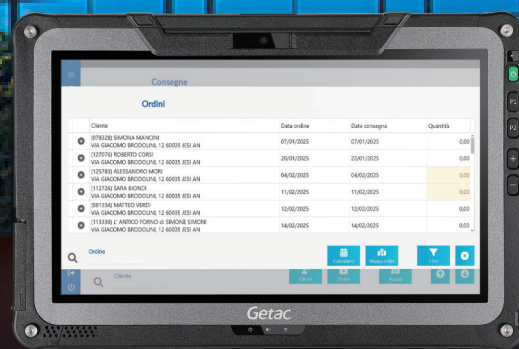 Consegne
Ordini
Cliente Data ordine Data consegna Quantità
[078328] SIMONA MANCINI
VIA GIACOMO BRODOLINI, 12 60035 JESI AN 07/01/2025 07/01/2025 0,00
[127076] ROBERTO CORSI
VIA GIACOMO BRODOLINI, 12 60035 JESI AN 20/01/2025 20/01/2025 0,00
[125783] ALESSANDRO MORI
VIA GIACOMO BRODOLINI, 12 60035 JESI AN 04/02/2025 04/02/2025 0,00
[112726] SARA BIONDI
VIA GIACOMO BRODOLINI, 12 60035 JESI AN 11/02/2025 11/02/2025 0,00
[081334] MATTEO VERDI
VIA GIACOMO BRODOLINI, 12 60035 JESI AN 12/02/2025 12/02/2025 0,00
[113334] L' ANTICO FORNO di SIMONE SIMONI
VIA GIACOMO BRODOLINI, 12 60035 JESI AN 14/02/2025 14/02/2025 0,00
Ordine
Calendario Mappa ordini Filtri
Cliente
Getac
P1
P2